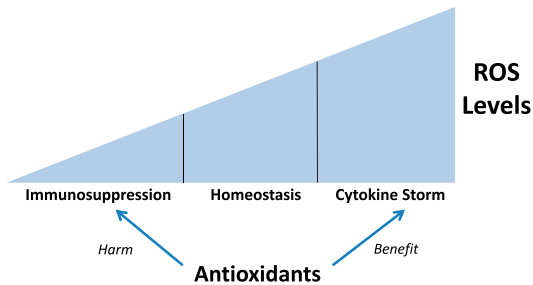 ROS
Levels
Immunosuppression
Homeostasis
Cytokine Storm
Harm
Benefit
Antioxidants